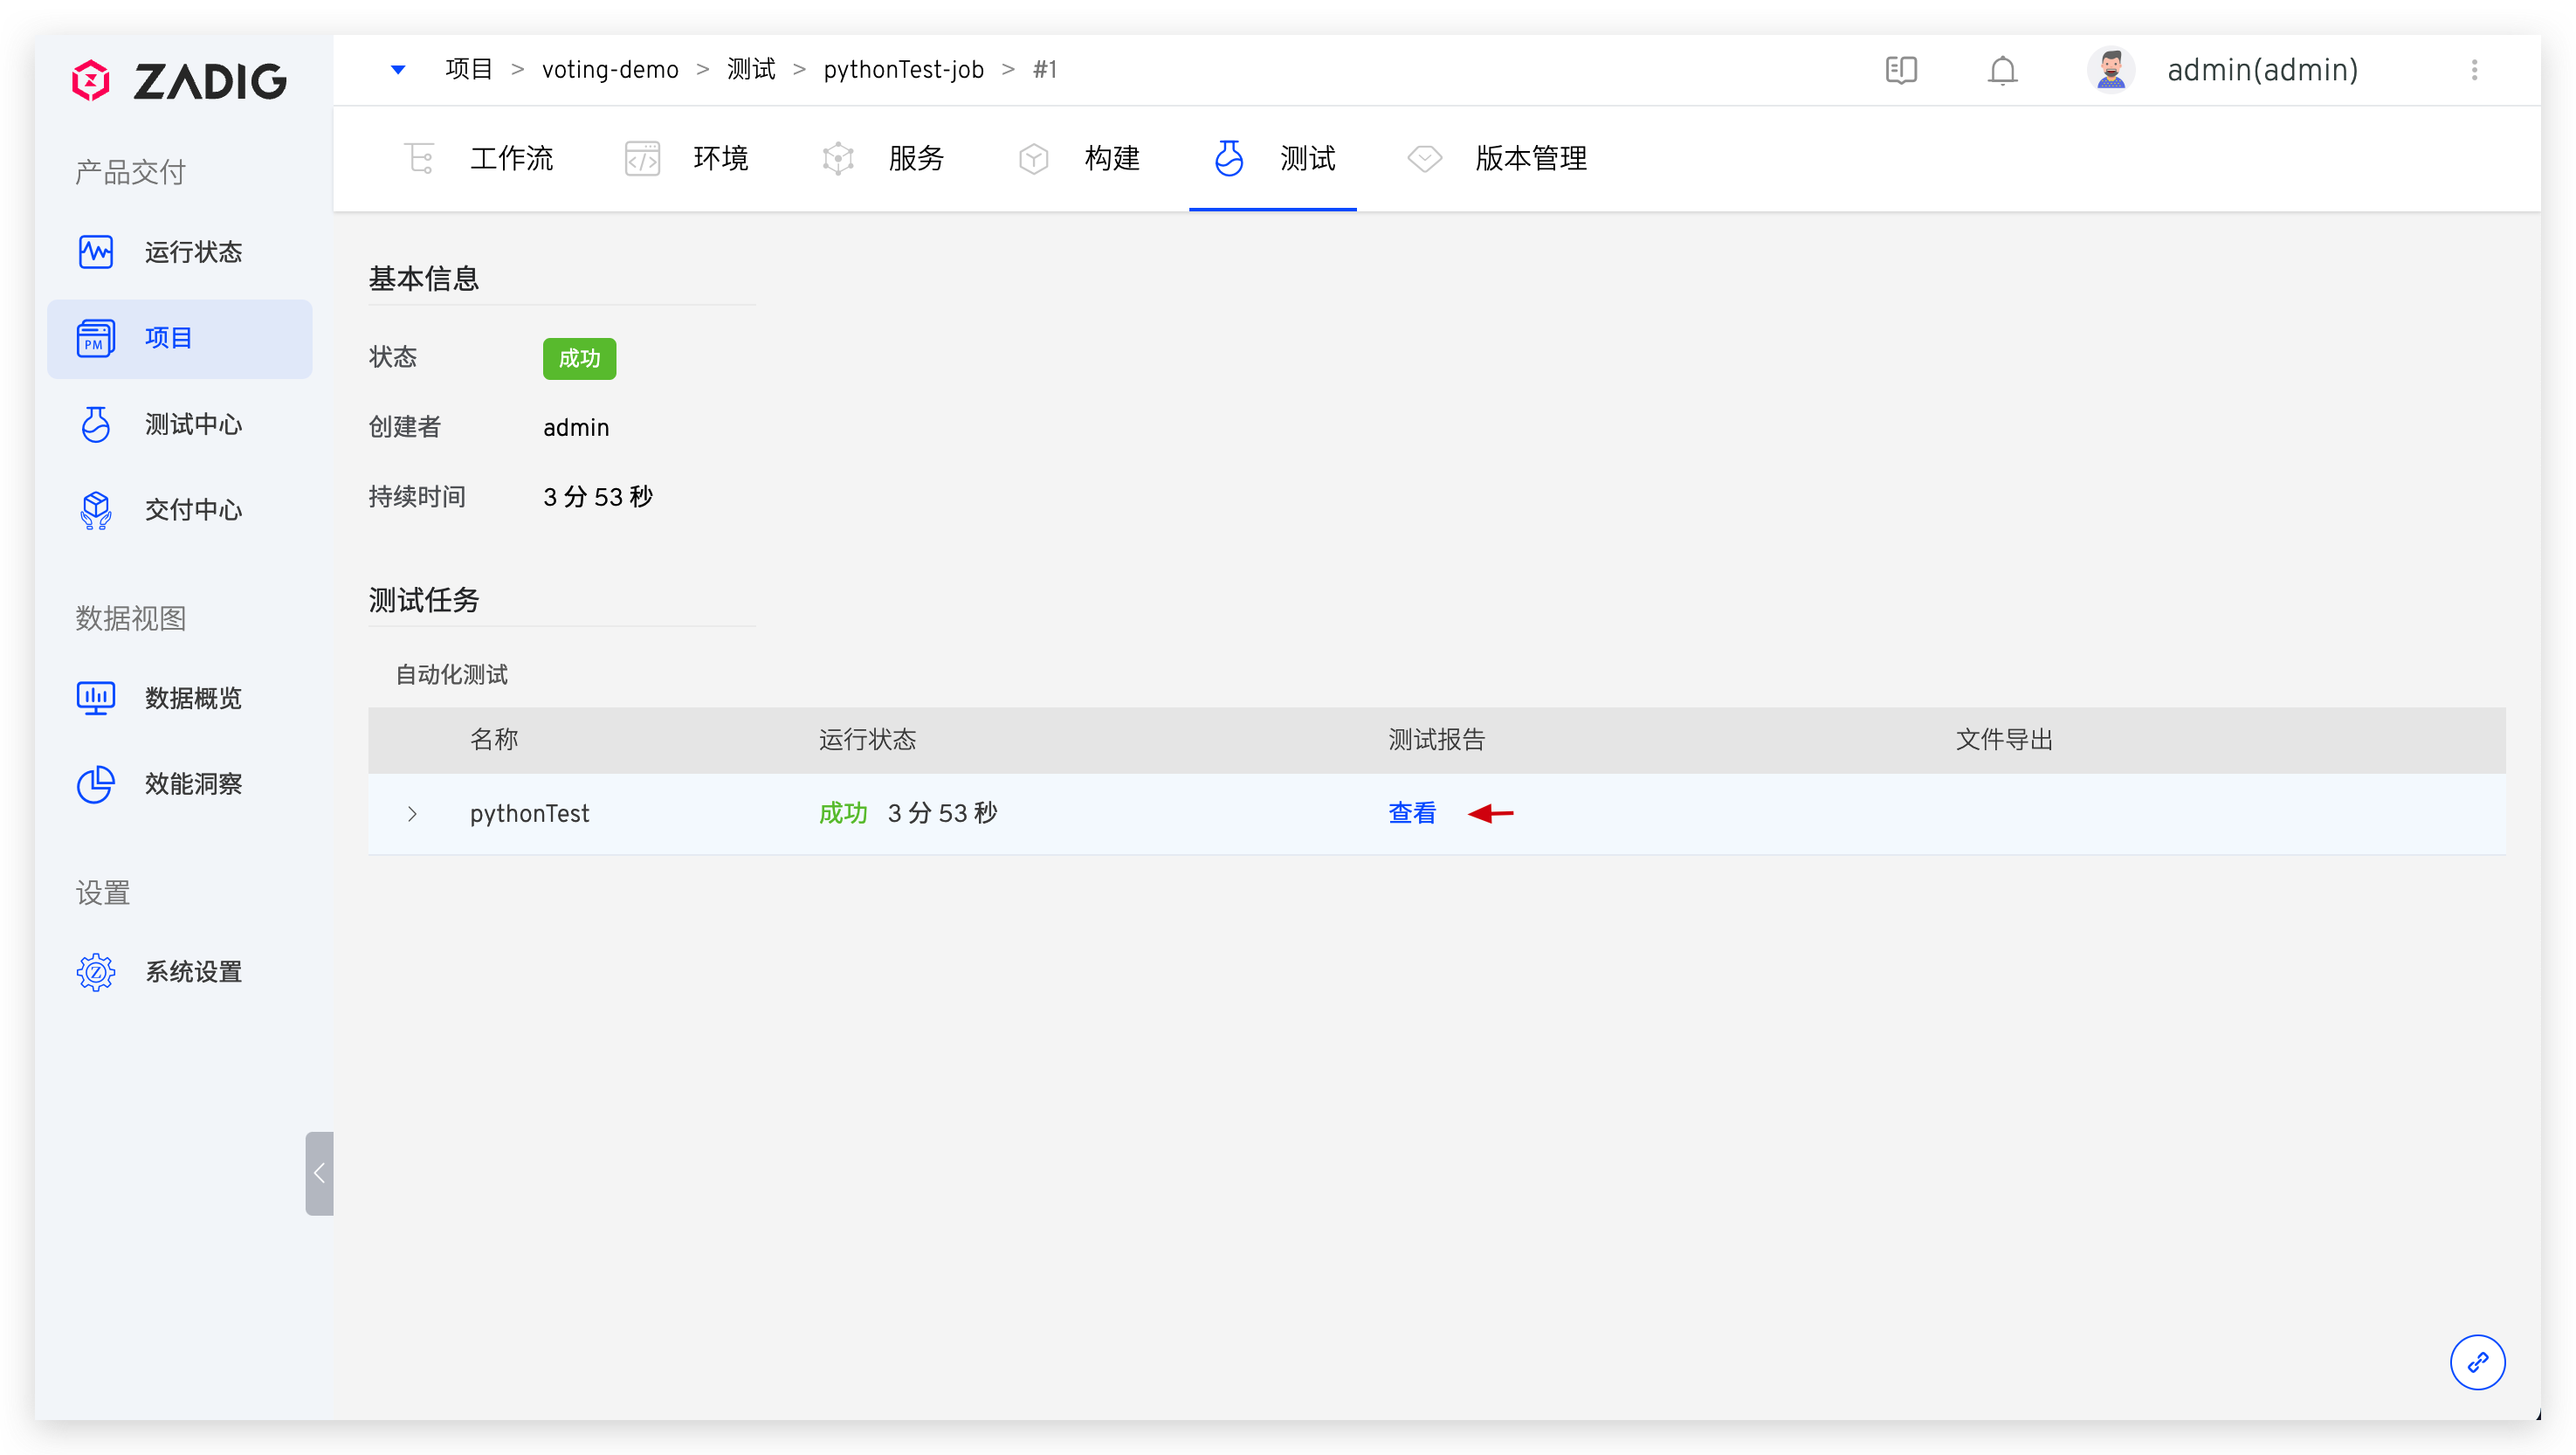 ZADIG
项目 > voting-demo > 测试 > pythonTest-job > #1
admin(admin)
工作流 环境 服务 构建 测试 版本管理
产品交付
运行状态
PM 项目
测试中心
交付中心
数据视图
数据概览
效能洞察
设置
系统设置
基本信息
状态 成功
创建者 admin
持续时间 3 分 53 秒
测试任务
自动化测试
名称 运行状态 测试报告 文件导出
pythonTest 成功 3 分 53 秒 查看